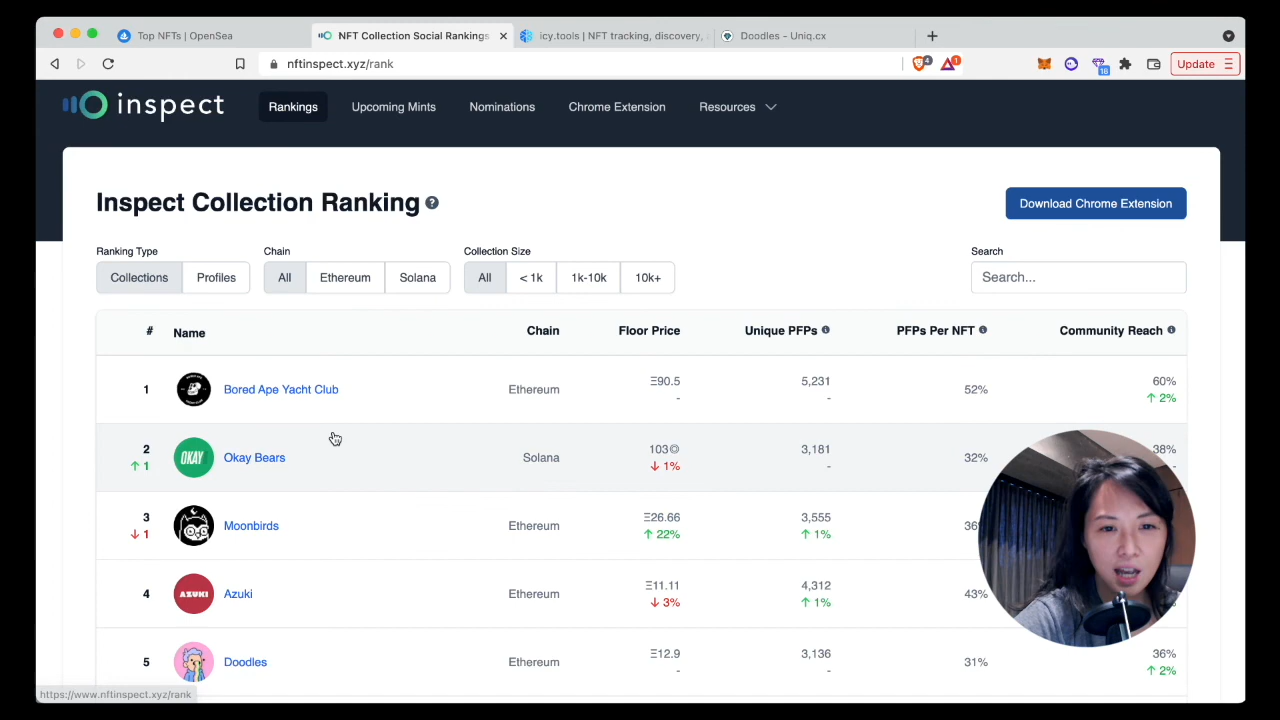 Top NFTs | OpenSea
NFT Collection Social Rankings
icy.tools | NFT tracking, discovery,
Doodles - Uniq.cx
nftinspect.xyz/rank
4
1
18
Update
inspect
Rankings
Upcoming Mints
Nominations
Chrome Extension
Resources
Inspect Collection Ranking
Download Chrome Extension
Ranking Type
Chain
Collection Size
Search
Collections
Profiles
All
Ethereum
Solana
All
< 1k
1k-10k
10k+
Search...
# Name Chain Floor Price Unique PFPs PFPs Per NFT Community Reach
1 Bored Ape Yacht Club Ethereum Ξ90.5 5,231 52% 60%
- - ↑ 2%
2 OKAY Okay Bears Solana 103◎ 3,181 32% 38%
↑ 1 ↓ 1% - -
3 Moonbirds Ethereum Ξ26.66 3,555
↓ 1 ↑ 22% ↑ 1%
4 AZUKI Azuki Ethereum Ξ11.11 4,312 43%
↓ 3% ↑ 1%
5 Doodles Ethereum Ξ12.9 3,136 31% 36%
- - ↑ 2%
https://www.nftinspect.xyz/rank